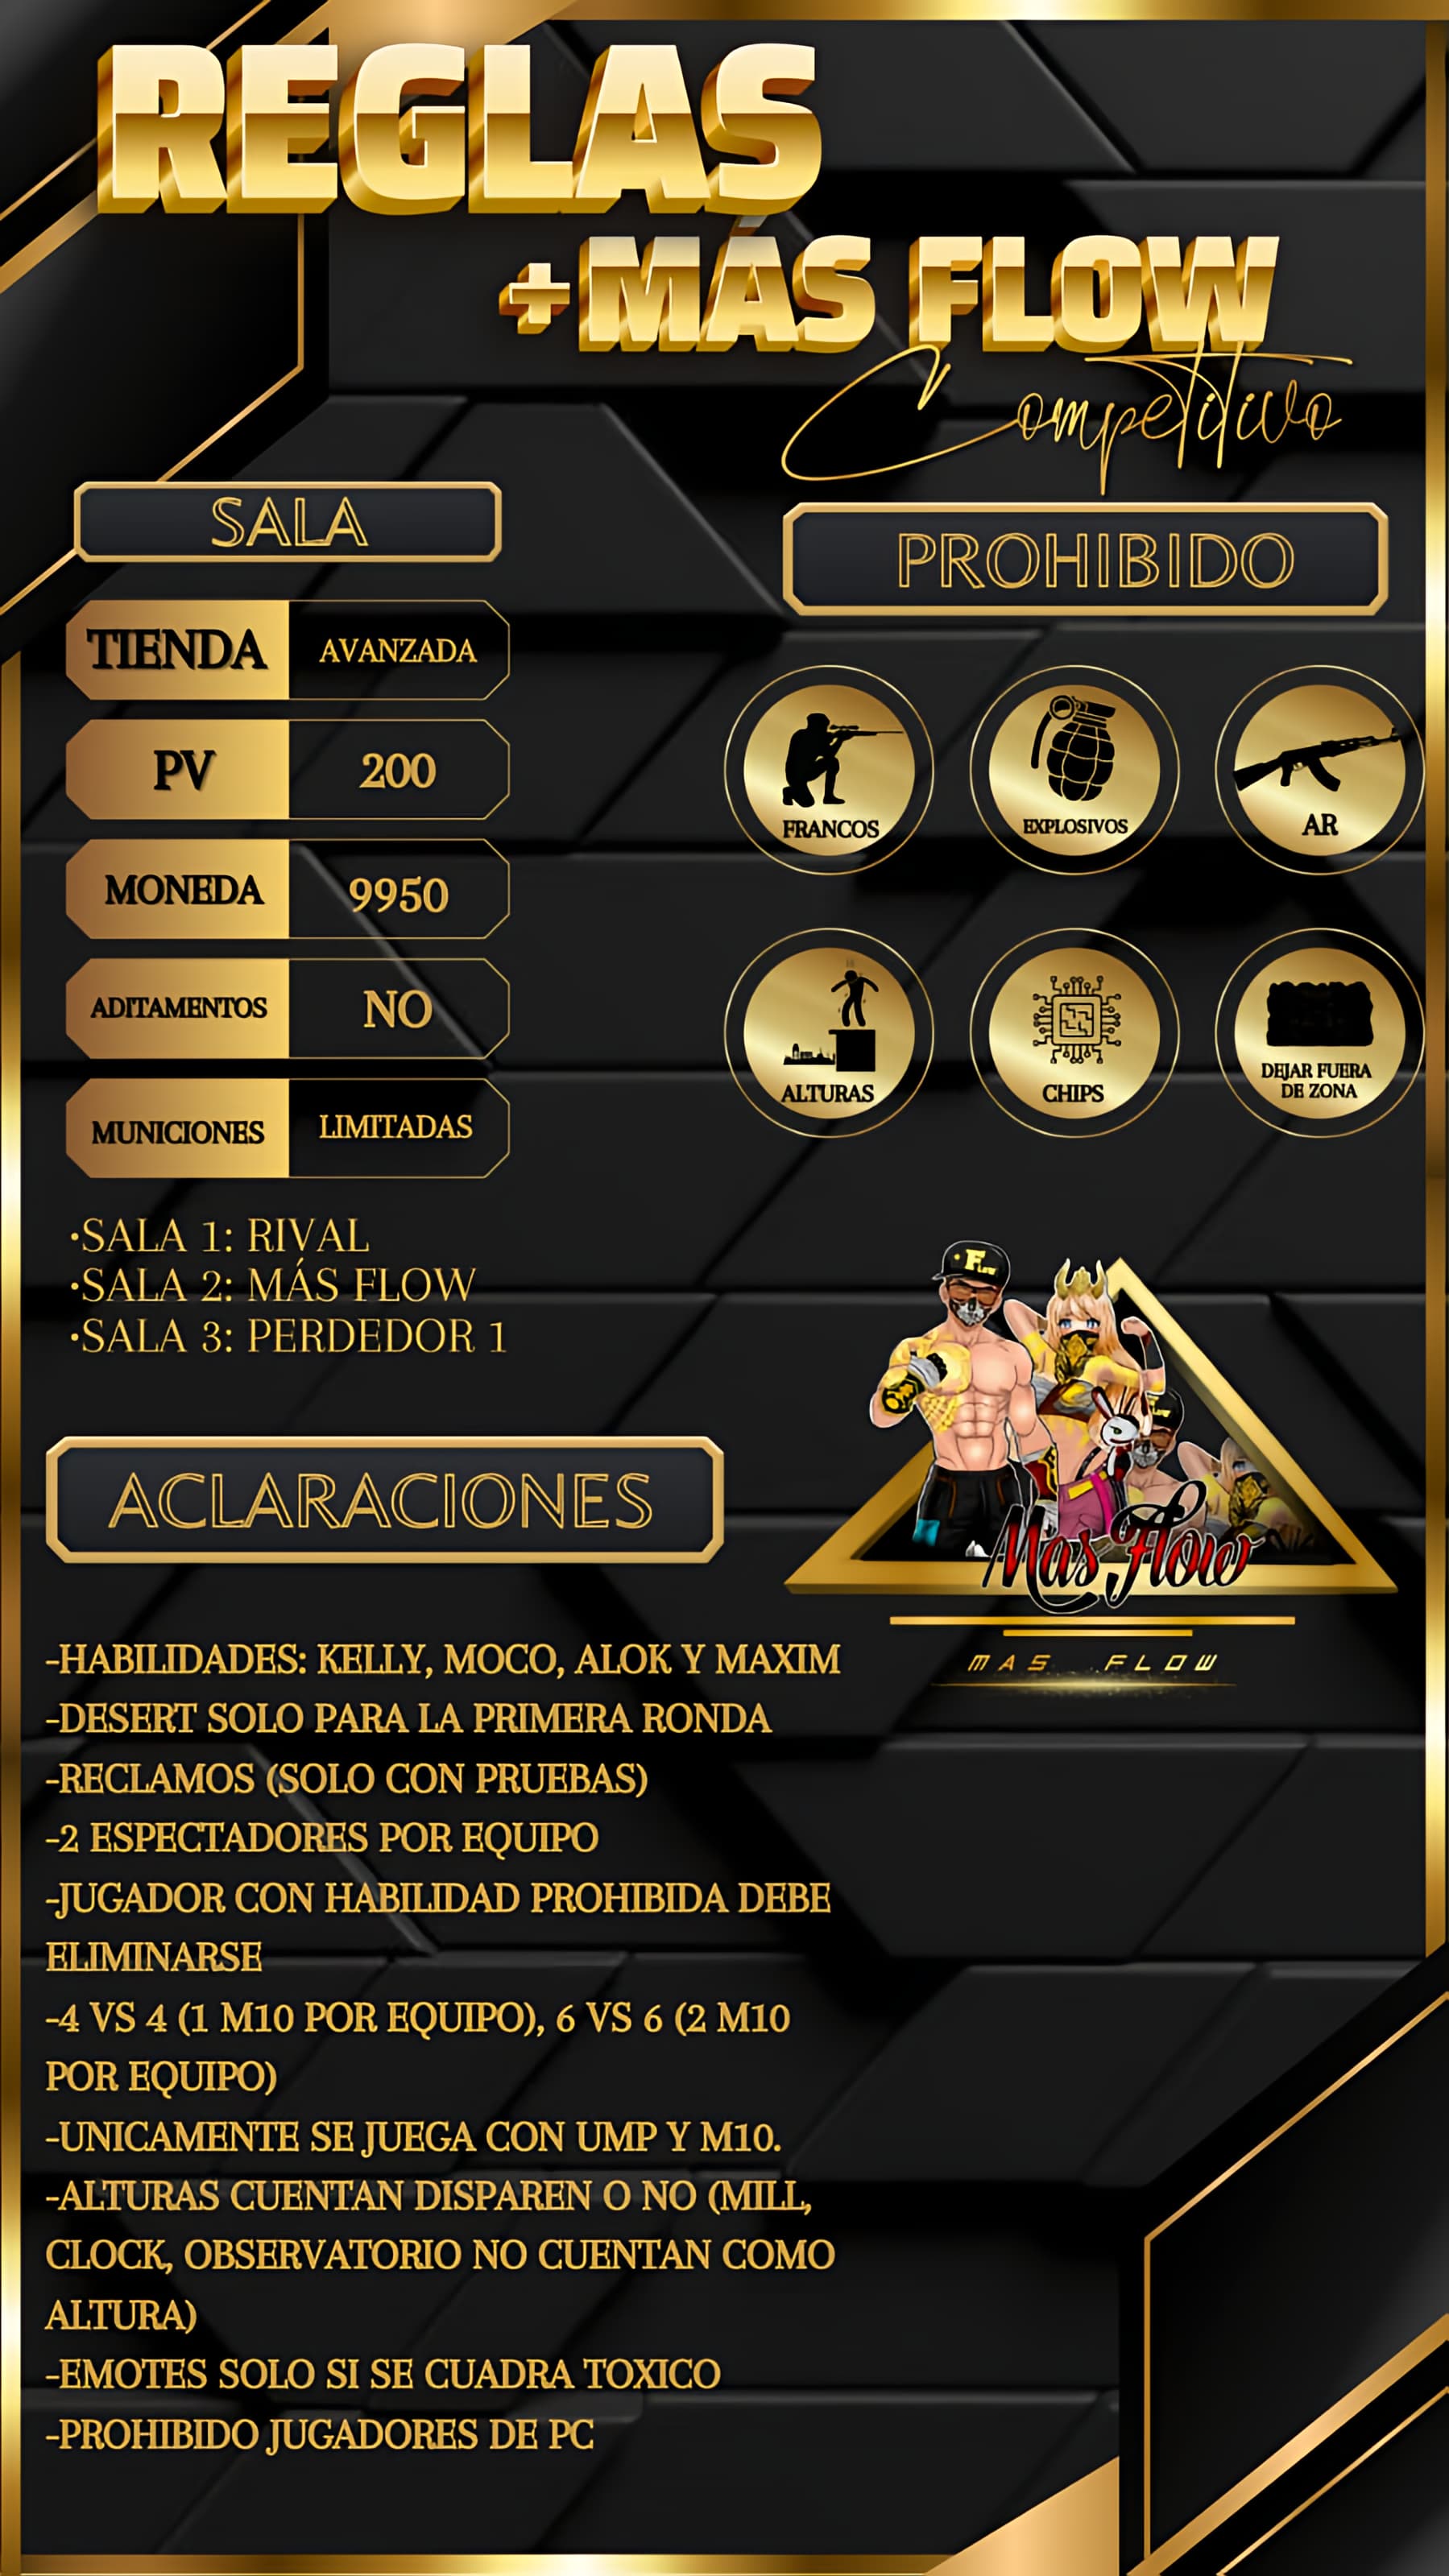 REGLAS
+MÁS FLOW
Competitivo
SALA
TIENDA AVANZADA
PV 200
MONEDA 9950
ADITAMENTOS NO
MUNICIONES LIMITADAS
·SALA 1: RIVAL
·SALA 2: MÁS FLOW
·SALA 3: PERDEDOR 1
PROHIBIDO
FRANCOS
EXPLOSIVOS
AR
ALTURAS
CHIPS
DEJAR FUERA
DE ZONA
Mas Flow
MAS FLOW
ACLARACIONES
-HABILIDADES: KELLY, MOCO, ALOK Y MAXIM
-DESERT SOLO PARA LA PRIMERA RONDA
-RECLAMOS (SOLO CON PRUEBAS)
-2 ESPECTADORES POR EQUIPO
-JUGADOR CON HABILIDAD PROHIBIDA DEBE
ELIMINARSE
-4 VS 4 (1 M10 POR EQUIPO), 6 VS 6 (2 M10
POR EQUIPO)
-UNICAMENTE SE JUEGA CON UMP Y M10.
-ALTURAS CUENTAN DISPAREN O NO (MILL,
CLOCK, OBSERVATORIO NO CUENTAN COMO
ALTURA)
-EMOTES SOLO SI SE CUADRA TOXICO
-PROHIBIDO JUGADORES DE PC